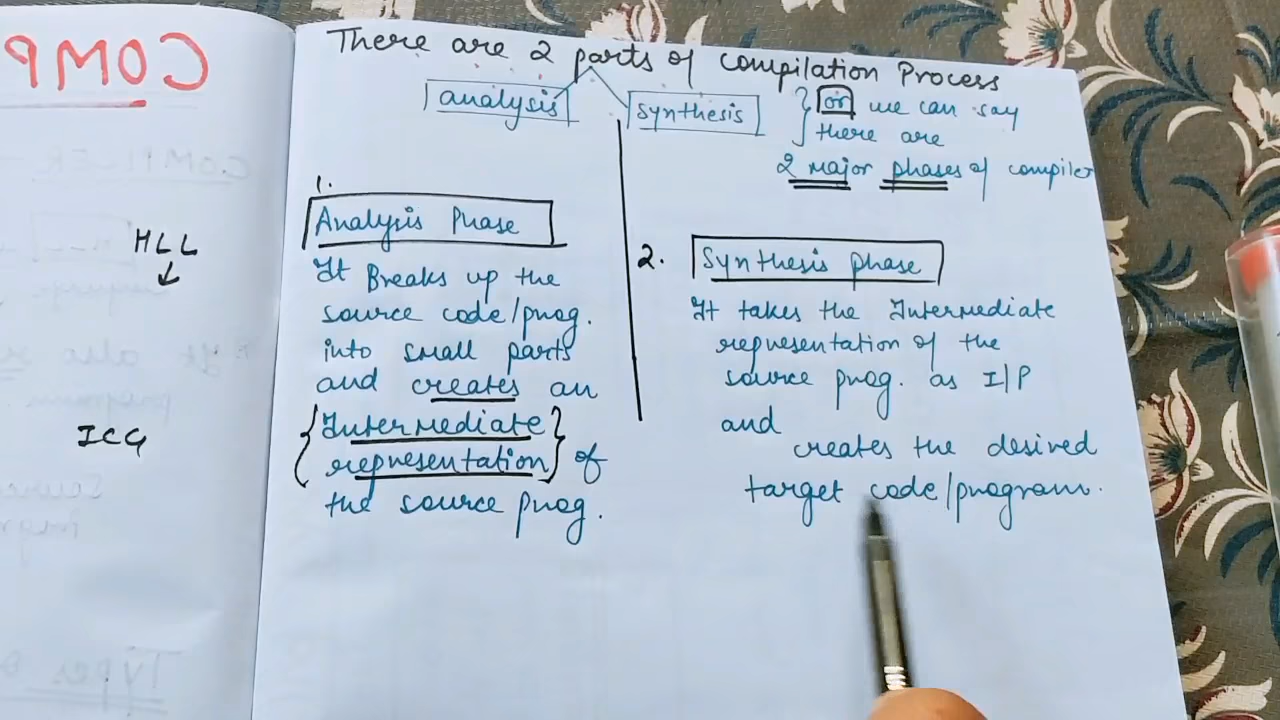 There are 2 parts of Compilation Process
analysis
synthesis
or we can say
there are
2 major phases of compiler
1.
Analysis Phase
It Breaks up the
source code/prog.
into small parts
and creates an
Intermediate
representation of
the source prog.
2.
Synthesis phase
It takes the Intermediate
representation of the
source prog. as I/P
and
creates the desired
target code/program.
HLL
ICG
COMP
COMPILER